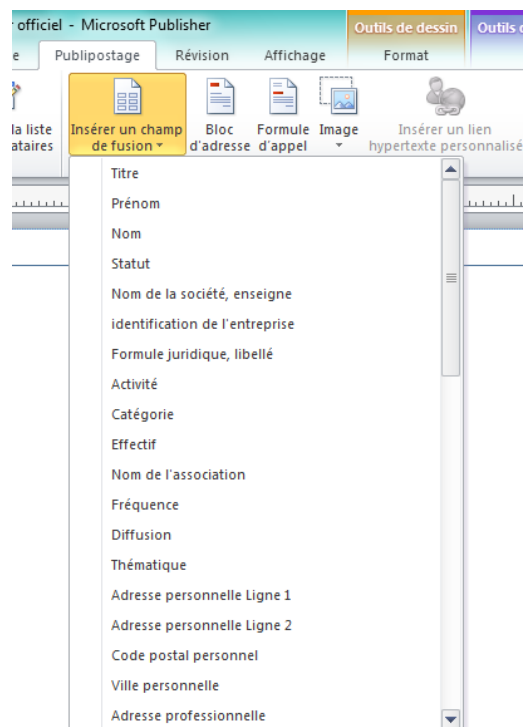 r officiel - Microsoft Publisher
Outils de dessin
Outils d
e Publipostage Révision Affichage Format
la liste
ataires
Insérer un champ
de fusion
Bloc
d'adresse
Formule
d'appel
Image
Insérer un lien
hypertexte personnalisé
Titre
Prénom
Nom
Statut
Nom de la société, enseigne
identification de l'entreprise
Formule juridique, libellé
Activité
Catégorie
Effectif
Nom de l'association
Fréquence
Diffusion
Thématique
Adresse personnelle Ligne 1
Adresse personnelle Ligne 2
Code postal personnel
Ville personnelle
Adresse professionnelle